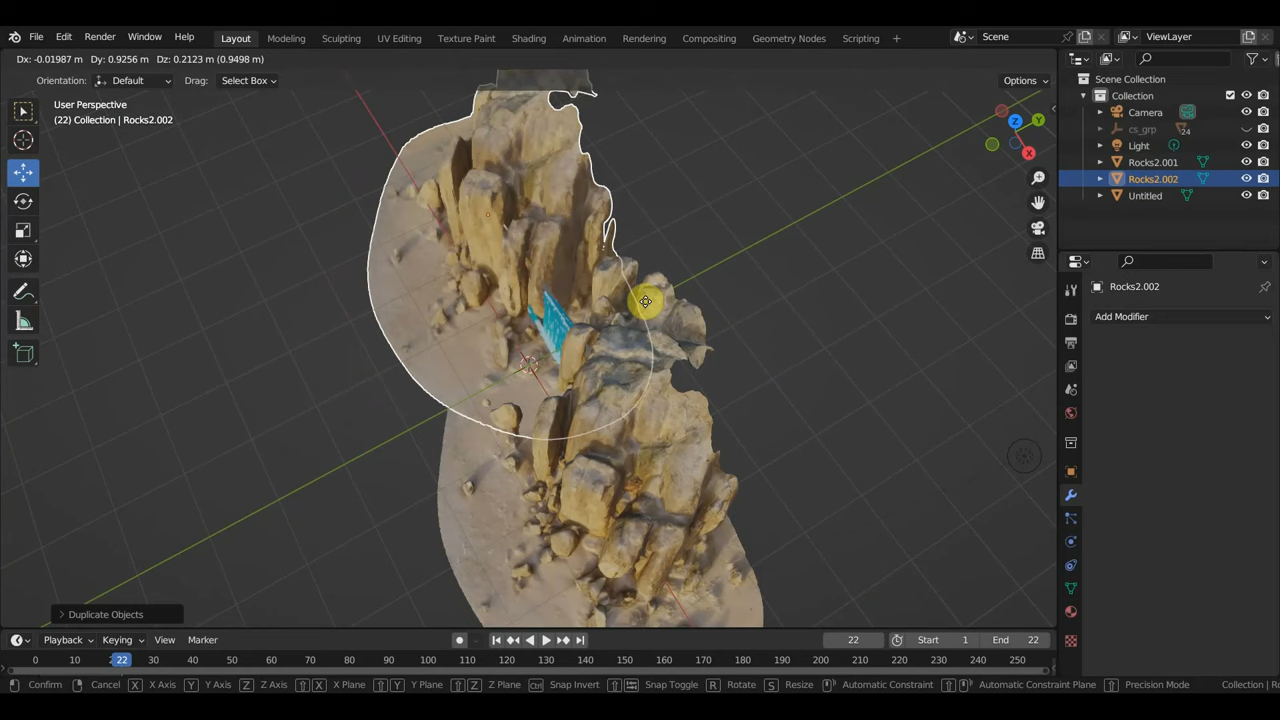 File Edit Render Window Help Layout Modeling Sculpting UV Editing Texture Paint Shading Animation Rendering Compositing Geometry Nodes Scripting + Scene ViewLayer
Dx: -0.01987 m Dy: 0.9256 m Dz: 0.2123 m (0.9498 m)
Orientation: Default Drag: Select Box Options
User Perspective
(22) Collection | Rocks2.002
Scene Collection
Collection
Camera
cs_grp 24
Light
Rocks2.001
Rocks2.002
Untitled
Rocks2.002
Add Modifier
Z
Y
X
Duplicate Objects
Playback Keying View Marker 22 Start 1 End 22
0 10 22 30 40 50 60 70 80 90 100 110 120 130 140 150 160 170 180 190 200 210 220 230 240 250
Confirm Cancel X X Axis Y Y Axis Z Z Axis X X Plane Y Y Plane Z Z Plane Ctrl Snap Invert Snap Toggle R Rotate S Resize Automatic Constraint Automatic Constraint Plane Precision Mode Collection | Ro